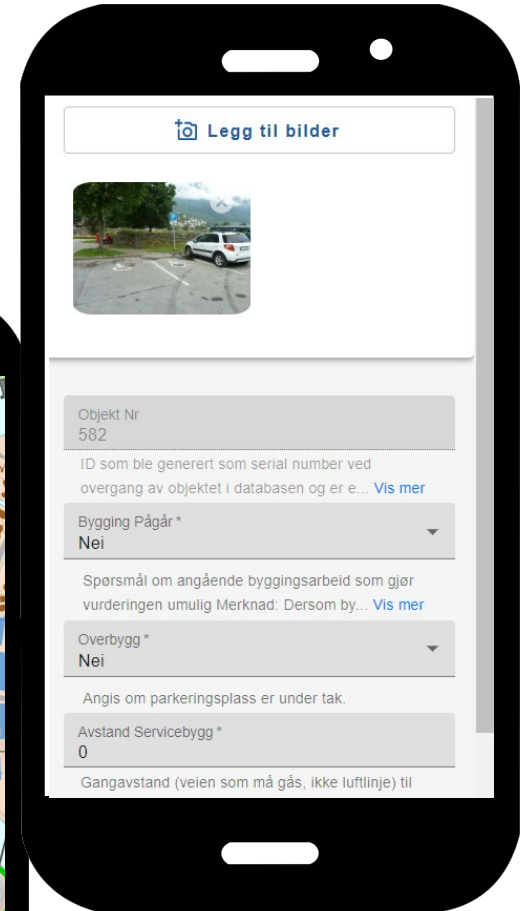 Legg til bilder
Objekt Nr
582
ID som ble generert som serial number ved
overgang av objektet i databasen og er e... Vis mer
Bygging Pågår *
Nei
Spørsmål om angående byggingsarbeid som gjør
vurderingen umulig Merknad: Dersom by... Vis mer
Overbygg *
Nei
Angis om parkeringsplass er under tak.
Avstand Servicebygg *
0
Gangavstand (veien som må gås, ikke luftlinje) til